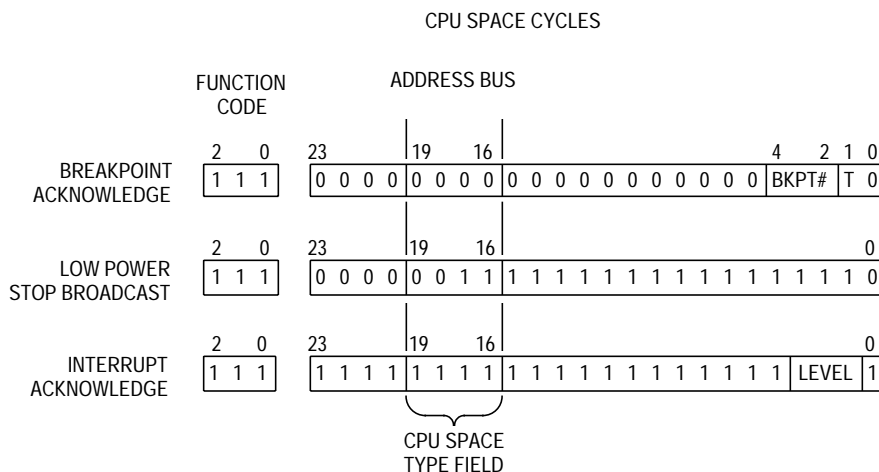 CPU SPACE CYCLES
FUNCTION
CODE
ADDRESS BUS
2 0 23 19 16 4 2 1 0
BREAKPOINT
ACKNOWLEDGE
1 1 1 0 0 0 0 0 0 0 0 0 0 0 0 0 0 0 0 0 0 0 BKPT# T 0
2 0 23 19 16 0
LOW POWER
STOP BROADCAST
1 1 1 0 0 0 0 0 0 1 1 1 1 1 1 1 1 1 1 1 1 1 1 1 1 1 0
2 0 23 19 16 0
INTERRUPT
ACKNOWLEDGE
1 1 1 1 1 1 1 1 1 1 1 1 1 1 1 1 1 1 1 1 1 1 1 LEVEL 1
CPU SPACE
TYPE FIELD